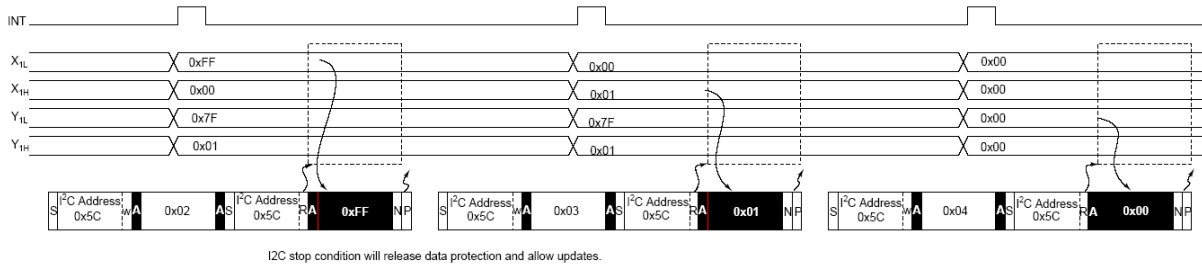 INT
X1L 0xFF 0x00 0x00
X1H 0x00 0x01 0x00
Y1L 0x7F 0x7F 0x00
Y1H 0x01 0x01 0x00
S I²C Address 0x5C w A 0x02 A S I²C Address 0x5C R A 0xFF N P
S I²C Address 0x5C w A 0x03 A S I²C Address 0x5C R A 0x01 N P
S I²C Address 0x5C w A 0x04 A S I²C Address 0x5C R A 0x00 N P
I2C stop condition will release data protection and allow updates.